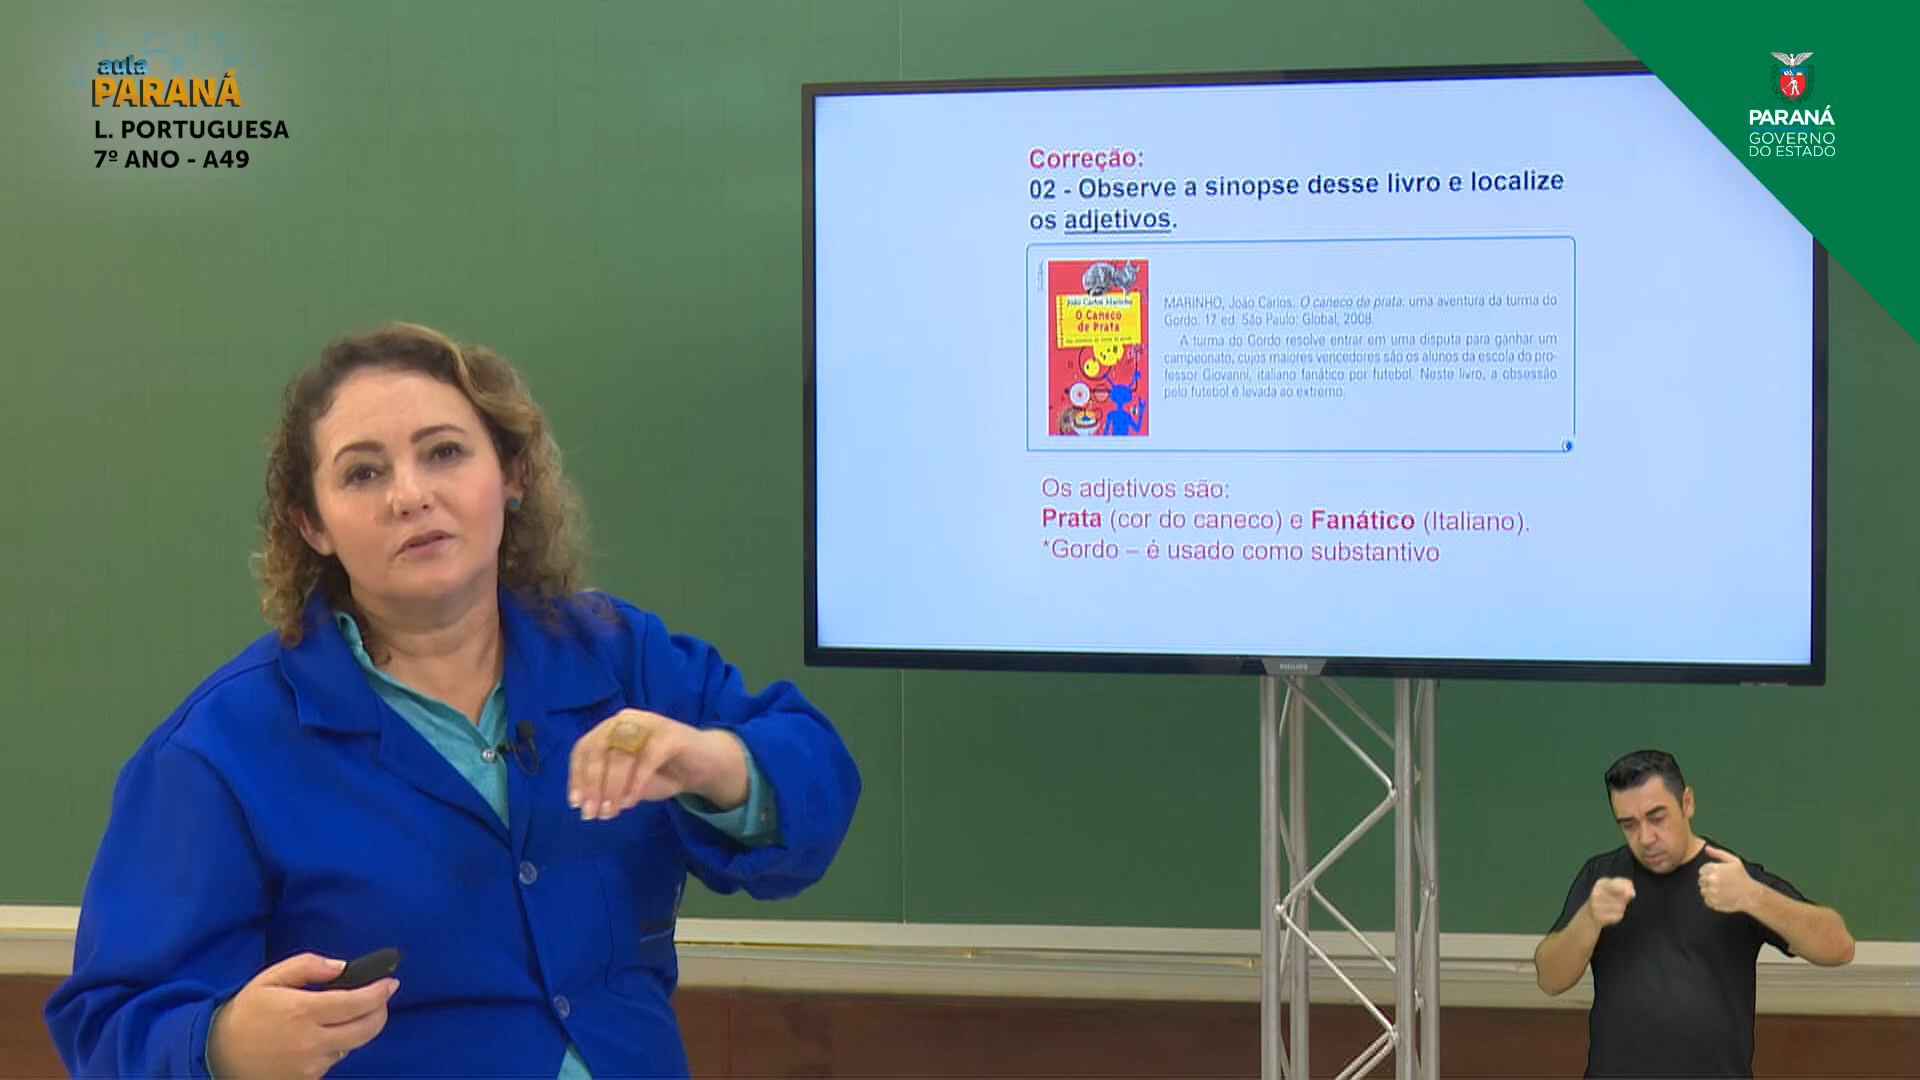 aula
PARANÁ
L. PORTUGUESA
7º ANO - A49
PARANÁ
GOVERNO
DO ESTADO
Correção:
02 - Observe a sinopse desse livro e localize
os adjetivos.
João Carlos Marinho
O Caneco
de Prata
MARINHO, João Carlos. O caneco de prata: uma aventura da turma do
Gordo. 17 ed. São Paulo: Global, 2008.
A turma do Gordo resolve entrar em uma disputa para ganhar um
campeonato, cujos maiores vencedores são os alunos da escola do pro-
fessor Giovanni, italiano fanático por futebol. Neste livro, a obsessão
pelo futebol é levada ao extremo.
Os adjetivos são:
Prata (cor do caneco) e Fanático (Italiano).
*Gordo – é usado como substantivo
PHILIPS